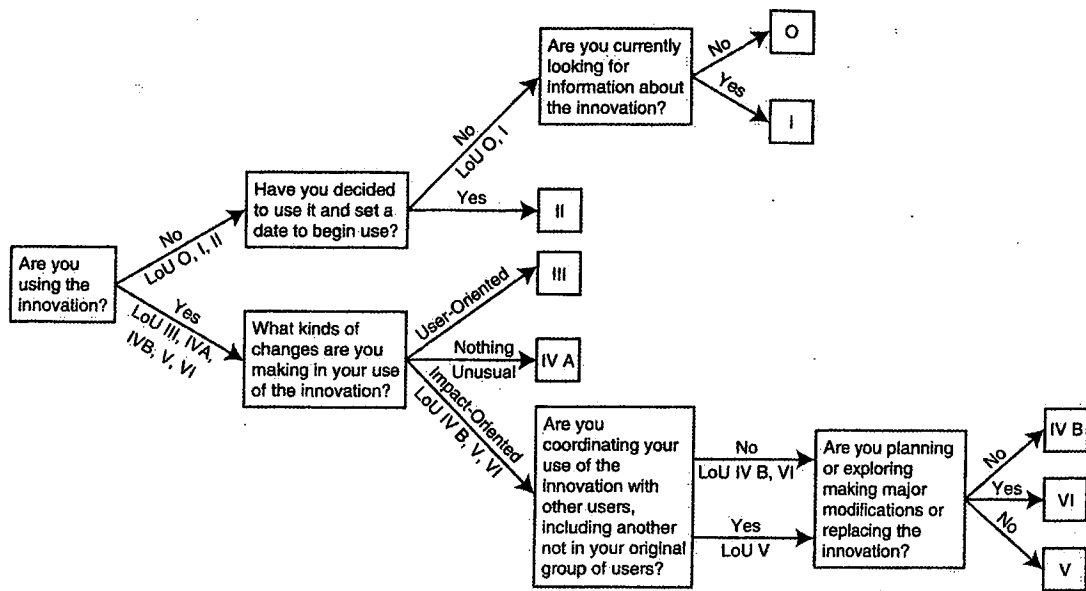 Are you
using the
innovation?
No
LoU O, I, II
Yes
LoU III, IVA,
IVB, V, VI
Have you decided
to use it and set a
date to begin use?
No
LoU O, I
Yes
II
Are you currently
looking for
information about
the innovation?
No
O
Yes
I
What kinds of
changes are you
making in your use
of the innovation?
User-Oriented
III
Nothing
Unusual
IV A
Impact-Oriented
LoU IV B, V, VI
Are you
coordinating your
use of the
innovation with
other users,
including another
not in your original
group of users?
No
LoU IV B, VI
Yes
LoU V
Are you planning
or exploring
making major
modifications or
replacing the
innovation?
No
IV B
Yes
VI
No
V